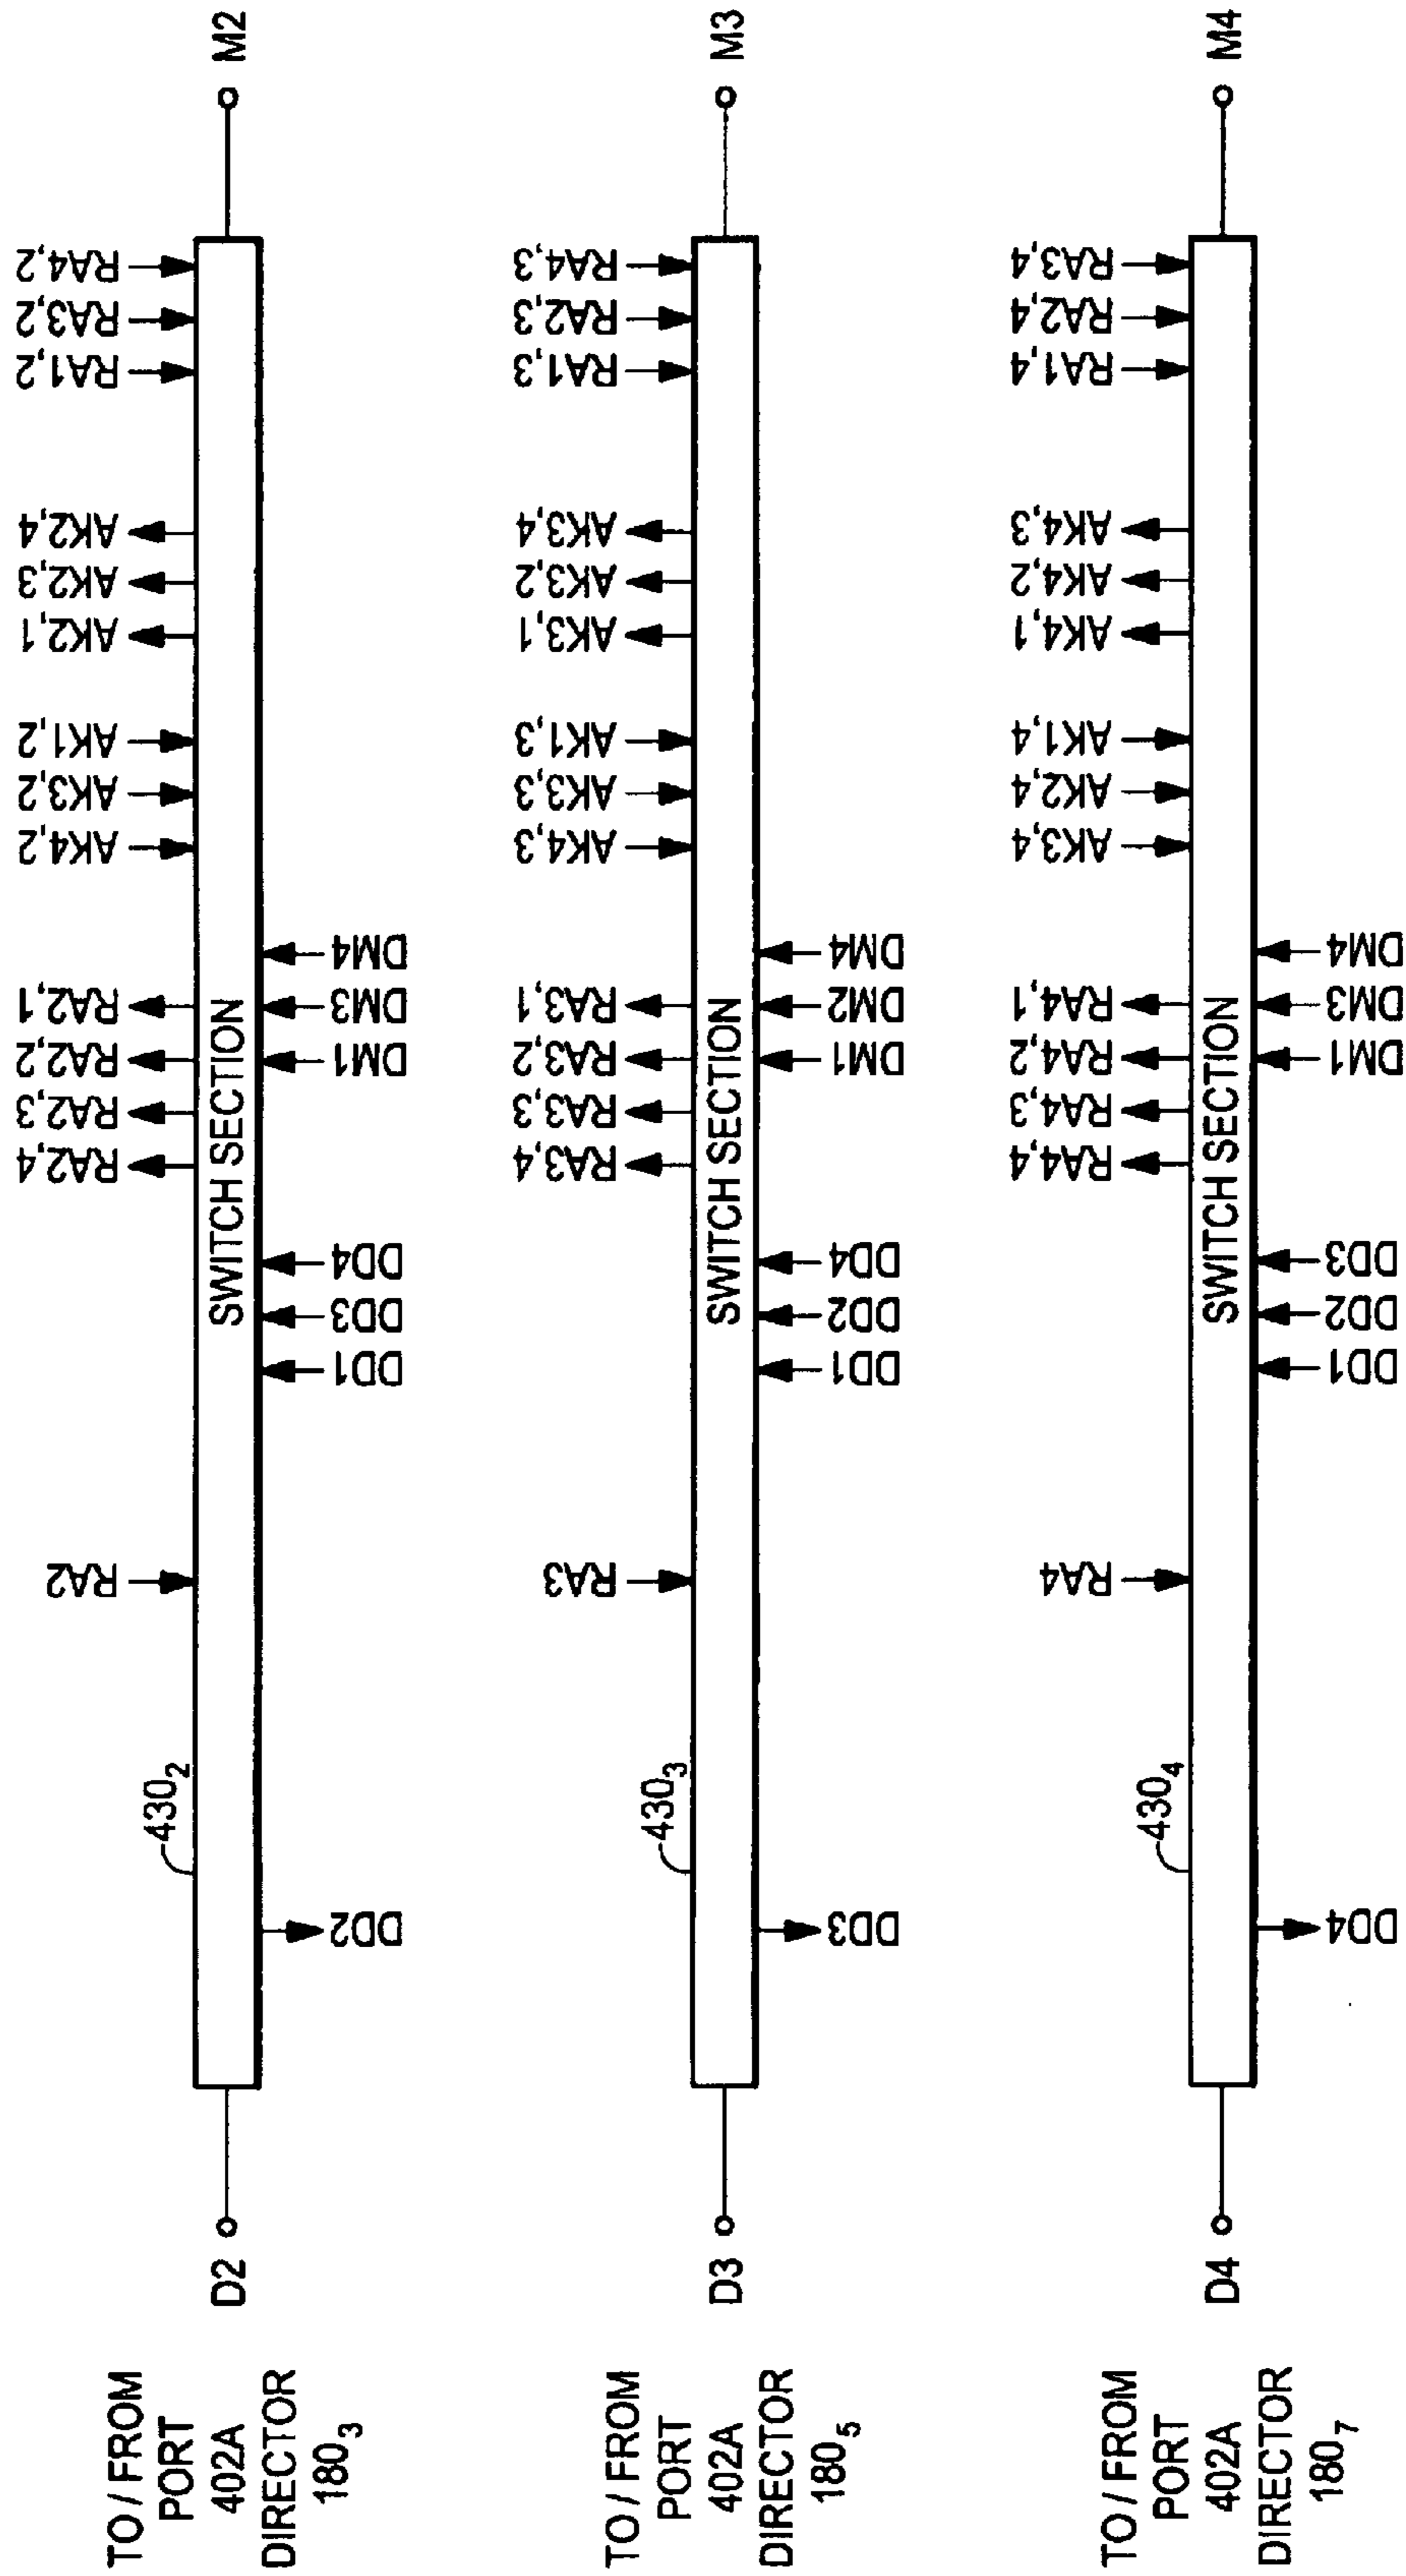 TO / FROM
PORT
402A
DIRECTOR
180₃
D2
430₂
DD2
RA2
DD1
DD3
DD4
SWITCH SECTION
RA2,4
RA2,3
RA2,2
RA2,1
DM1
DM3
DM4
AK4,2
AK3,2
AK1,2
AK2,1
AK2,3
AK2,4
RA1,2
RA3,2
RA4,2
M2
TO / FROM
PORT
402A
DIRECTOR
180₅
D3
430₃
DD3
RA3
DD1
DD2
DD4
SWITCH SECTION
RA3,4
RA3,3
RA3,2
RA3,1
DM1
DM2
DM4
AK4,3
AK3,3
AK1,3
AK3,1
AK3,2
AK3,4
RA1,3
RA2,3
RA4,3
M3
TO / FROM
PORT
402A
DIRECTOR
180₇
D4
430₄
DD4
RA4
DD1
DD2
DD3
SWITCH SECTION
RA4,4
RA4,3
RA4,2
RA4,1
DM1
DM3
DM4
AK3,4
AK2,4
AK1,4
AK4,1
AK4,2
AK4,3
RA1,4
RA2,4
RA3,4
M4